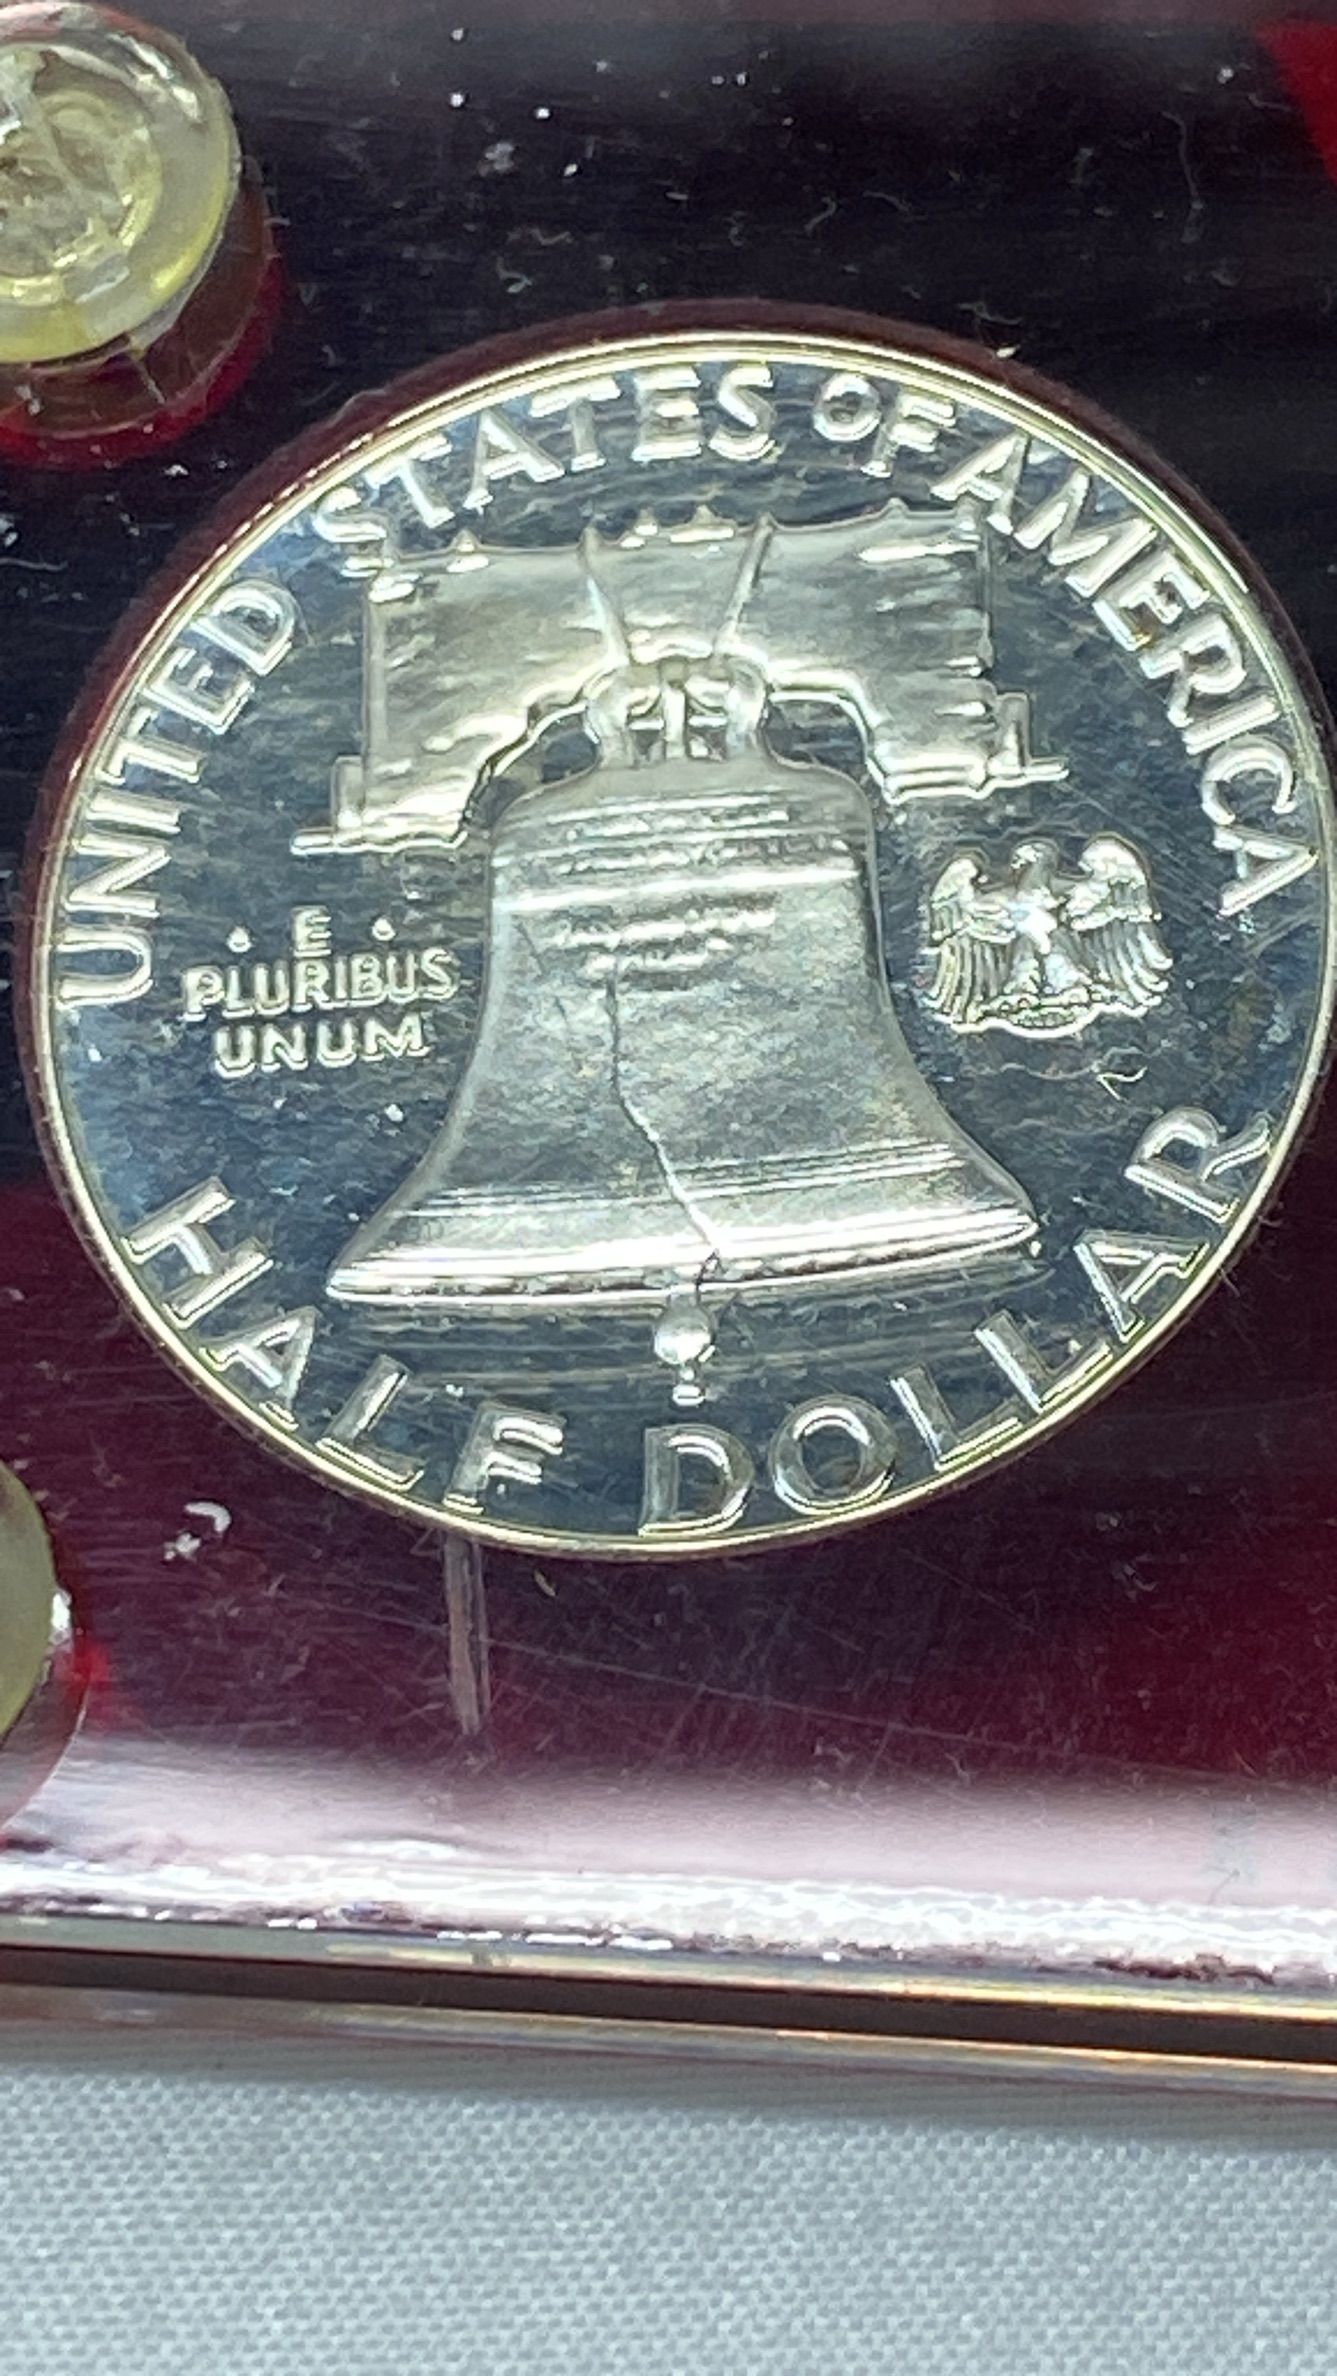 UNITED STATES OF AMERICA
· E ·
PLURIBUS
UNUM
HALF DOLLAR